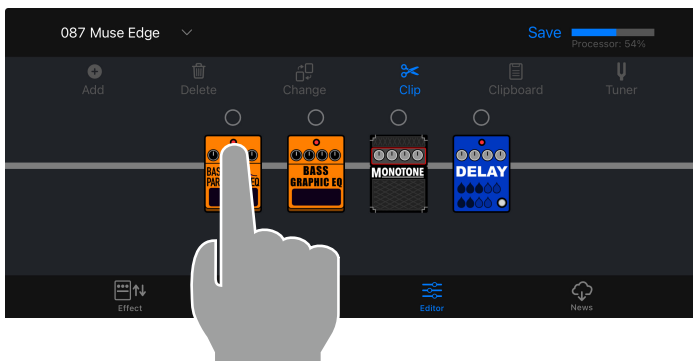 087 Muse Edge
Save
Processor: 54%
Add
Delete
Change
Clip
Clipboard
Tuner
BASS
GRAPHIC EQ
MONOTONE
DELAY
Effect
Editor
News